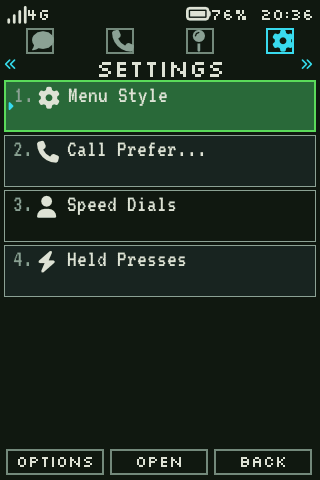 4G 76% 20:36
« SETTINGS »
1. Menu Style
2. Call Prefer...
3. Speed Dials
4. Held Presses
OPTIONS OPEN BACK